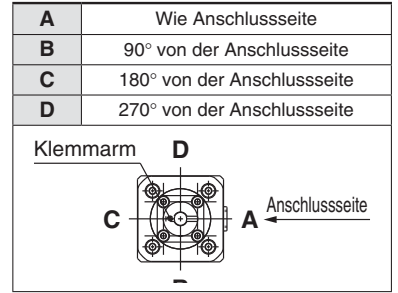 A Wie Anschlussseite
B 90° von der Anschlussseite
C 180° von der Anschlussseite
D 270° von der Anschlussseite
Klemmarm D
C A Anschlussseite